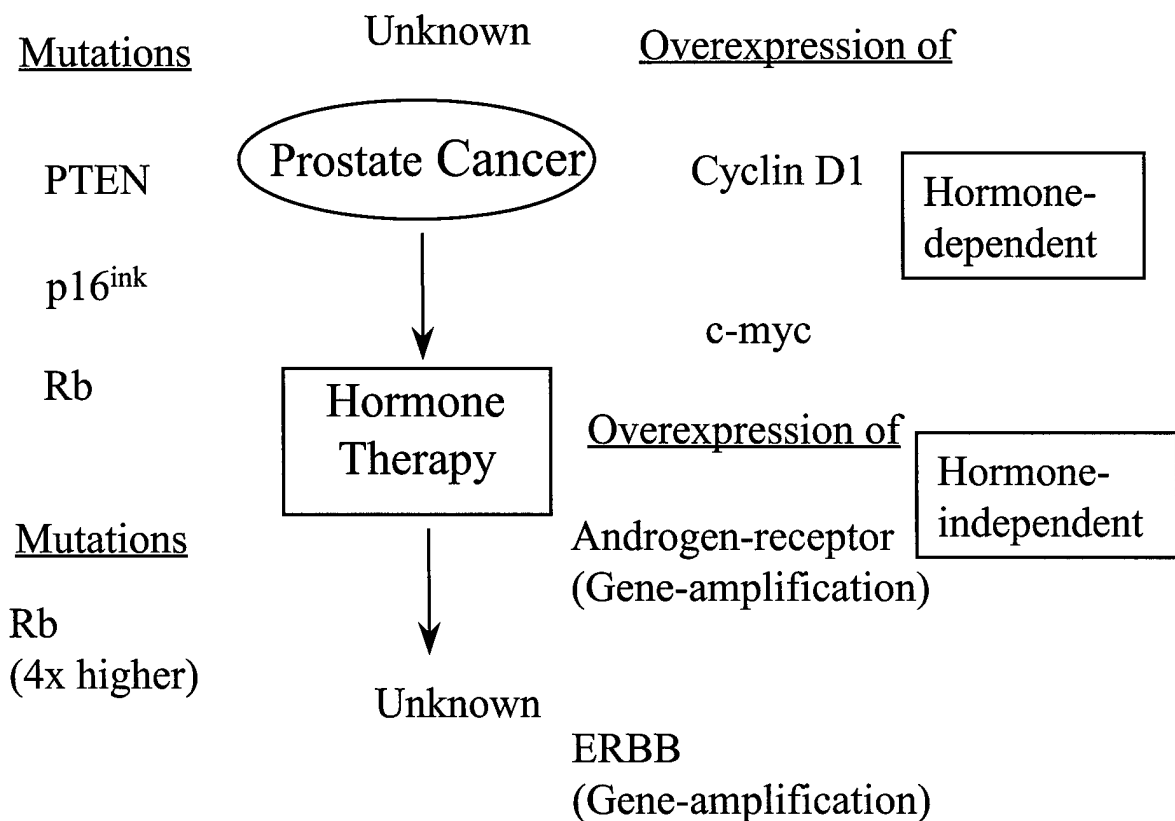 Unknown
Mutations
Overexpression of
Prostate Cancer
PTEN
Cyclin D1
Hormone-
dependent
p16ink
c-myc
Rb
Hormone
Therapy
Overexpression of
Hormone-
independent
Mutations
Androgen-receptor
(Gene-amplification)
Rb
(4x higher)
Unknown
ERBB
(Gene-amplification)